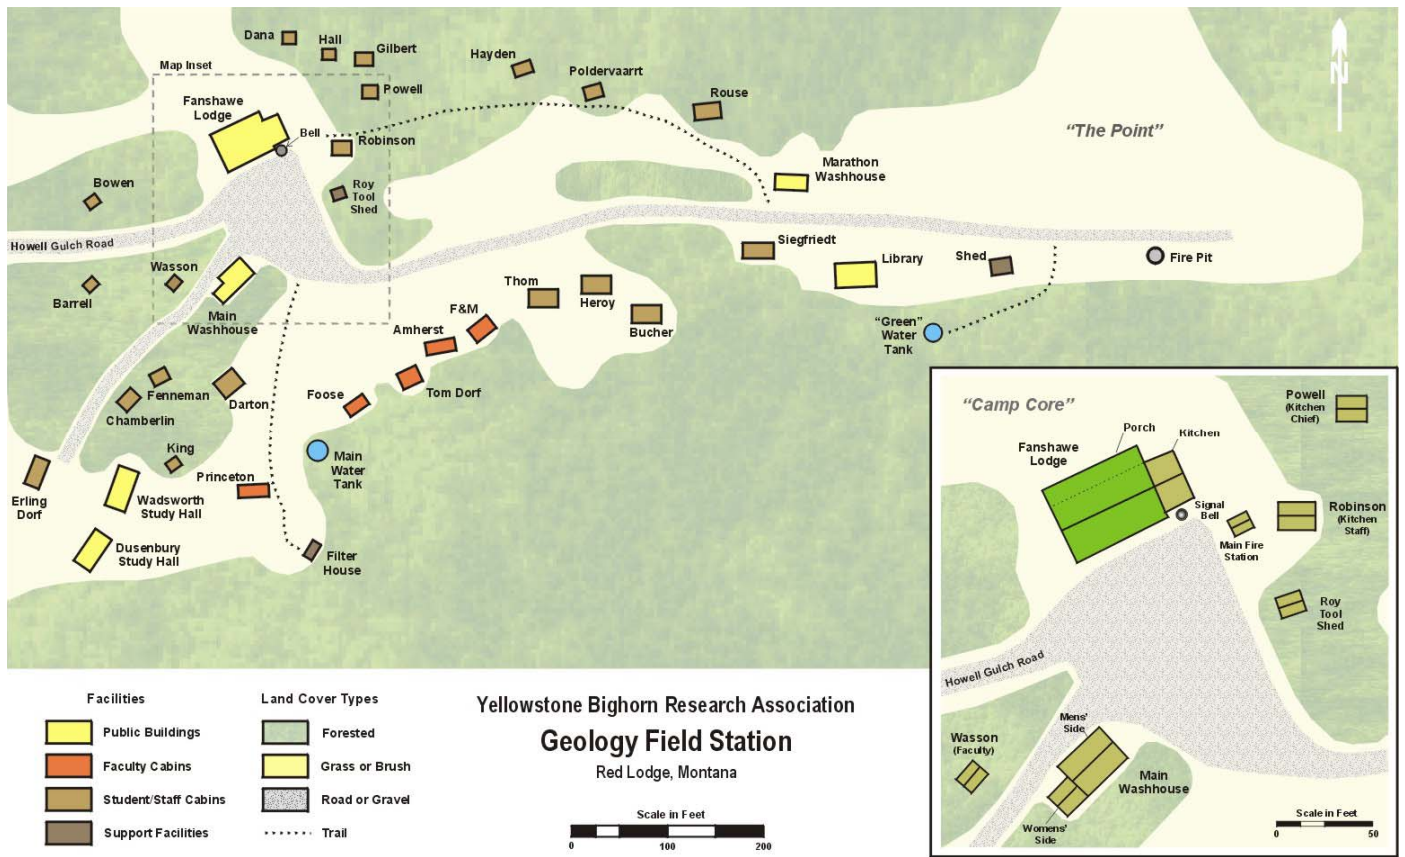 Dana
Hall
Gilbert
Map Inset
Powell
Hayden
Poldervaarrt
Rouse
N
Fanshawe
Lodge
Bell
Robinson
"The Point"
Marathon
Washhouse
Bowen
Roy
Tool
Shed
Howell Gulch Road
Siegfriedt
Library
Shed
Fire Pit
Wasson
Barrell
Main
Washhouse
Thom
Heroy
Bucher
F&M
Amherst
"Green"
Water
Tank
Foose
Tom Dorf
Fenneman
Chamberlin
Darton
King
Princeton
Main
Water
Tank
Erling
Dorf
Wadsworth
Study Hall
Dusenbury
Study Hall
Filter
House
"Camp Core"
Powell
(Kitchen
Chief)
Porch
Kitchen
Fanshawe
Lodge
Signal
Bell
Main Fire
Station
Robinson
(Kitchen
Staff)
Roy
Tool
Shed
Howell Gulch Road
Mens'
Side
Wasson
(Faculty)
Main
Washhouse
Womens'
Side
Scale in Feet
0 50
Facilities
Public Buildings
Faculty Cabins
Student/Staff Cabins
Support Facilities
Land Cover Types
Forested
Grass or Brush
Road or Gravel
Trail
Yellowstone Bighorn Research Association
Geology Field Station
Red Lodge, Montana
Scale in Feet
0 100 200